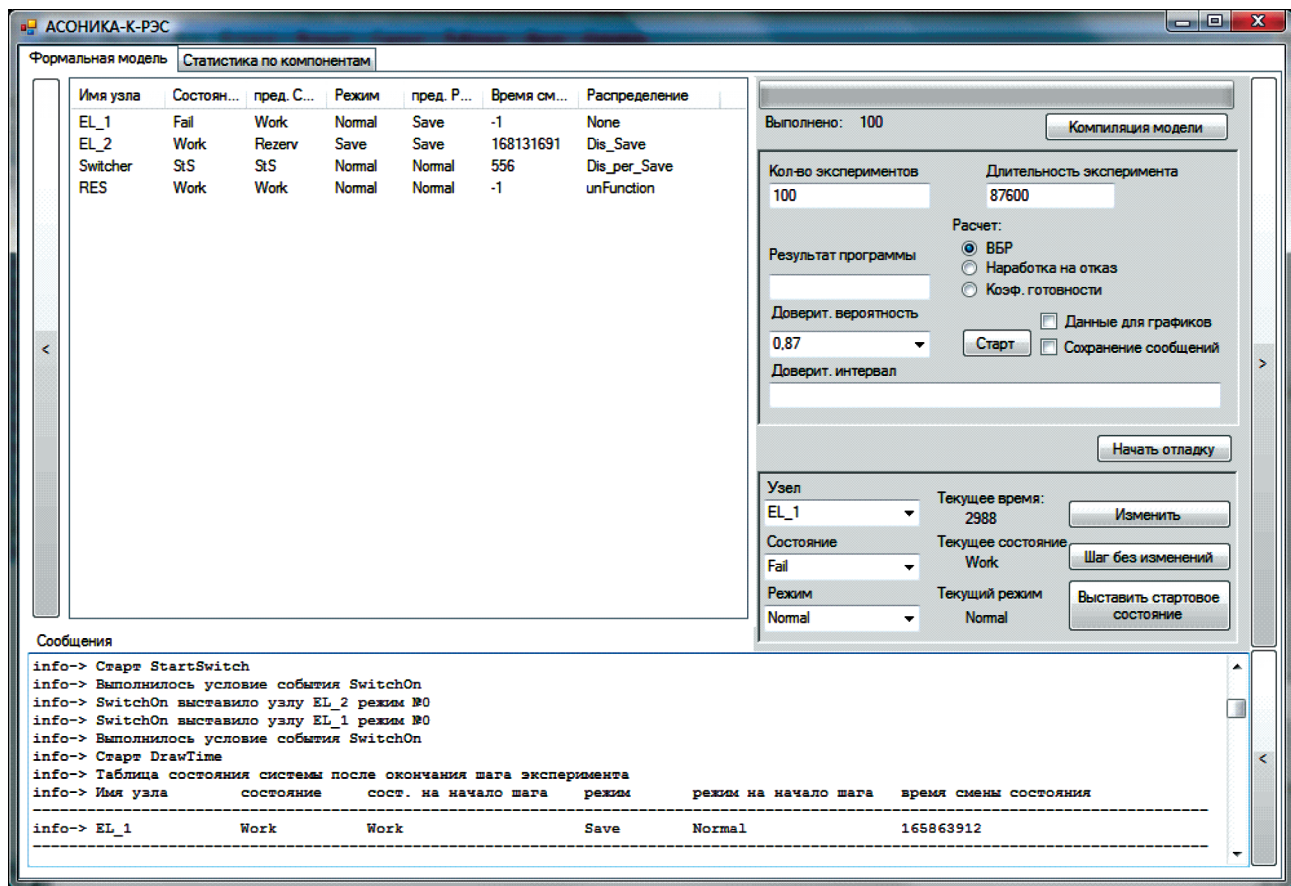 АСОНИКА-К-РЭС
Формальная модель Статистика по компонентам
Имя узла Состоян... пред. С... Режим пред. Р... Время см... Распределение
EL_1 Fail Work Normal Save -1 None
EL_2 Work Rezerv Save Save 168131691 Dis_Save
Switcher StS StS Normal Normal 556 Dis_per_Save
RES Work Work Normal Normal -1 unFunction
<
Выполнено: 100
Компиляция модели
Кол-во экспериментов Длительность эксперимента
100 87600
Расчет:
ВБР
Результат программы
Наработка на отказ
Коэф. готовности
Доверит. вероятность
Данные для графиков
0,87 Старт Сохранение сообщений
Доверит. интервал
>
Начать отладку
Узел Текущее время:
EL_1 2988 Изменить
Состояние Текущее состояние
Fail Work Шаг без изменений
Режим Текущий режим Выставить стартовое
Normal Normal состояние
Сообщения
info-> Старт StartSwitch
info-> Выполнилось условие события SwitchOn
info-> SwitchOn выставило узлу EL_2 режим №0
info-> SwitchOn выставило узлу EL_1 режим №0
info-> Выполнилось условие события SwitchOn
info-> Старт DrawTime
info-> Таблица состояния системы после окончания шага эксперимента
info-> Имя узла состояние сост. на начало шага режим режим на начало шага время смены состояния
info-> EL_1 Work Work Save Normal 165863912
<